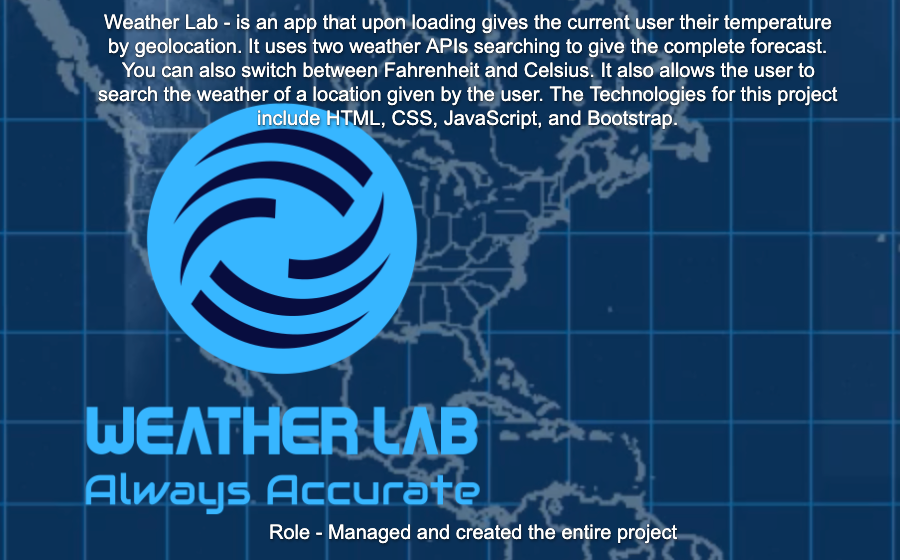 Weather Lab - is an app that upon loading gives the current user their temperature
by geolocation. It uses two weather APIs searching to give the complete forecast.
You can also switch between Fahrenheit and Celsius. It also allows the user to
search the weather of a location given by the user. The Technologies for this project
include HTML, CSS, JavaScript, and Bootstrap.
WEATHER LAB
Always Accurate
Role - Managed and created the entire project